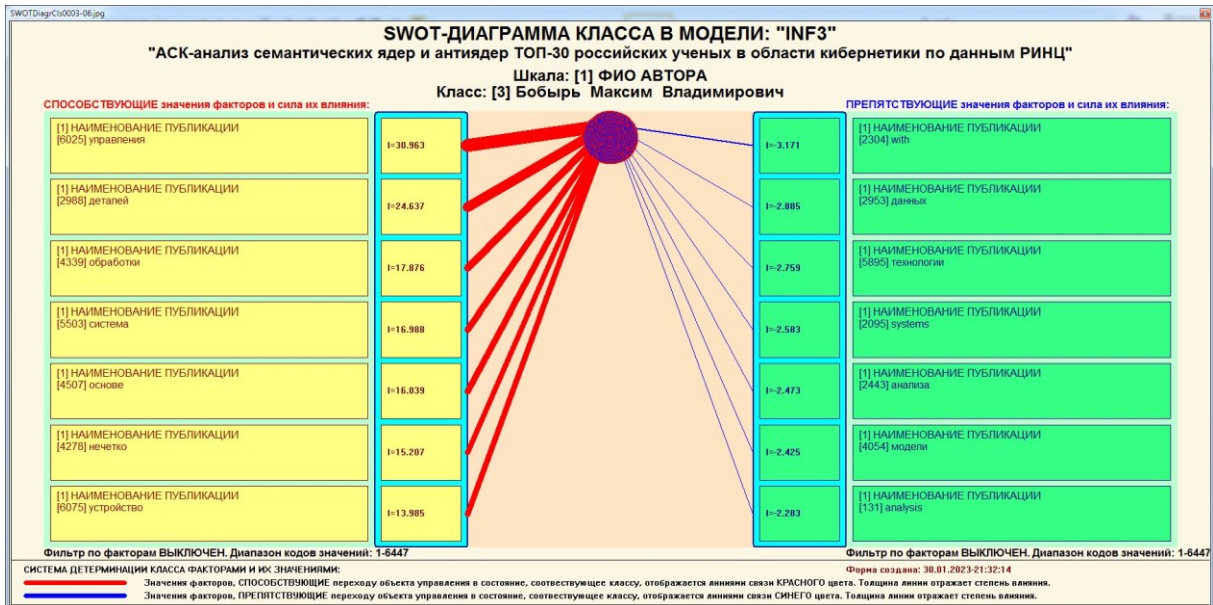 SWOTDiagrCls0003-06.jpg
SWOT-ДИАГРАММА КЛАССА В МОДЕЛИ: "INF3"
"АСК-анализ семантических ядер и антиядер ТОП-30 российских ученых в области кибернетики по данным РИНЦ"
Шкала: [1] ФИО АВТОРА
Класс: [3] Бобырь Максим Владимирович
СПОСОБСТВУЮЩИЕ значения факторов и сила их влияния:
[1] НАИМЕНОВАНИЕ ПУБЛИКАЦИИ
[6025] управления
I=30.963
[1] НАИМЕНОВАНИЕ ПУБЛИКАЦИИ
[2988] деталей
I=24.637
[1] НАИМЕНОВАНИЕ ПУБЛИКАЦИИ
[4339] обработки
I=17.876
[1] НАИМЕНОВАНИЕ ПУБЛИКАЦИИ
[5503] система
I=16.988
[1] НАИМЕНОВАНИЕ ПУБЛИКАЦИИ
[4507] основе
I=16.039
[1] НАИМЕНОВАНИЕ ПУБЛИКАЦИИ
[4278] нечетко
I=15.207
[1] НАИМЕНОВАНИЕ ПУБЛИКАЦИИ
[6075] устройство
I=13.985
Фильтр по факторам ВЫКЛЮЧЕН. Диапазон кодов значений: 1-6447
ПРЕПЯТСТВУЮЩИЕ значения факторов и сила их влияния:
I=-3.171
[1] НАИМЕНОВАНИЕ ПУБЛИКАЦИИ
[2304] with
I=-2.885
[1] НАИМЕНОВАНИЕ ПУБЛИКАЦИИ
[2953] данных
I=-2.759
[1] НАИМЕНОВАНИЕ ПУБЛИКАЦИИ
[5895] технологии
I=-2.583
[1] НАИМЕНОВАНИЕ ПУБЛИКАЦИИ
[2095] systems
I=-2.473
[1] НАИМЕНОВАНИЕ ПУБЛИКАЦИИ
[2443] анализа
I=-2.425
[1] НАИМЕНОВАНИЕ ПУБЛИКАЦИИ
[4054] модели
I=-2.283
[1] НАИМЕНОВАНИЕ ПУБЛИКАЦИИ
[131] analysis
Фильтр по факторам ВЫКЛЮЧЕН. Диапазон кодов значений: 1-6447
СИСТЕМА ДЕТЕРМИНАЦИИ КЛАССА ФАКТОРАМИ И ИХ ЗНАЧЕНИЯМИ:
Форма создана: 30.01.2023-21:32:14
Значения факторов, СПОСОБСТВУЮЩИЕ переходу объекта управления в состояние, соотвествующее классу, отображается линиями связи КРАСНОГО цвета. Толщина линии отражает степень влияния.
Значения факторов, ПРЕПЯТСТВУЮЩИЕ переходу объекта управления в состояние, соотвествующее классу, отображается линиями связи СИНЕГО цвета. Толщина линии отражает степень влияния.